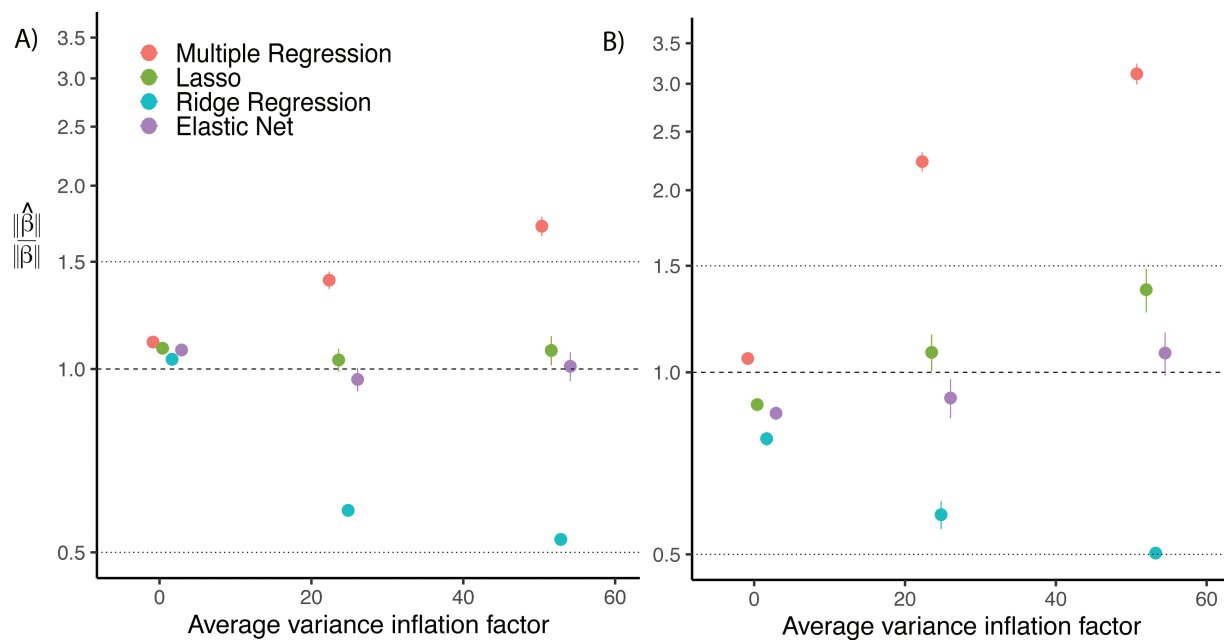 A)
3.5
3.0
2.5
2.0
1.5
1.0
0.5
Multiple Regression
Lasso
Ridge Regression
Elastic Net
‖β̂‖
‖β‖
0 20 40 60
Average variance inflation factor
B)
3.5
3.0
2.5
2.0
1.5
1.0
0.5
0 20 40 60
Average variance inflation factor